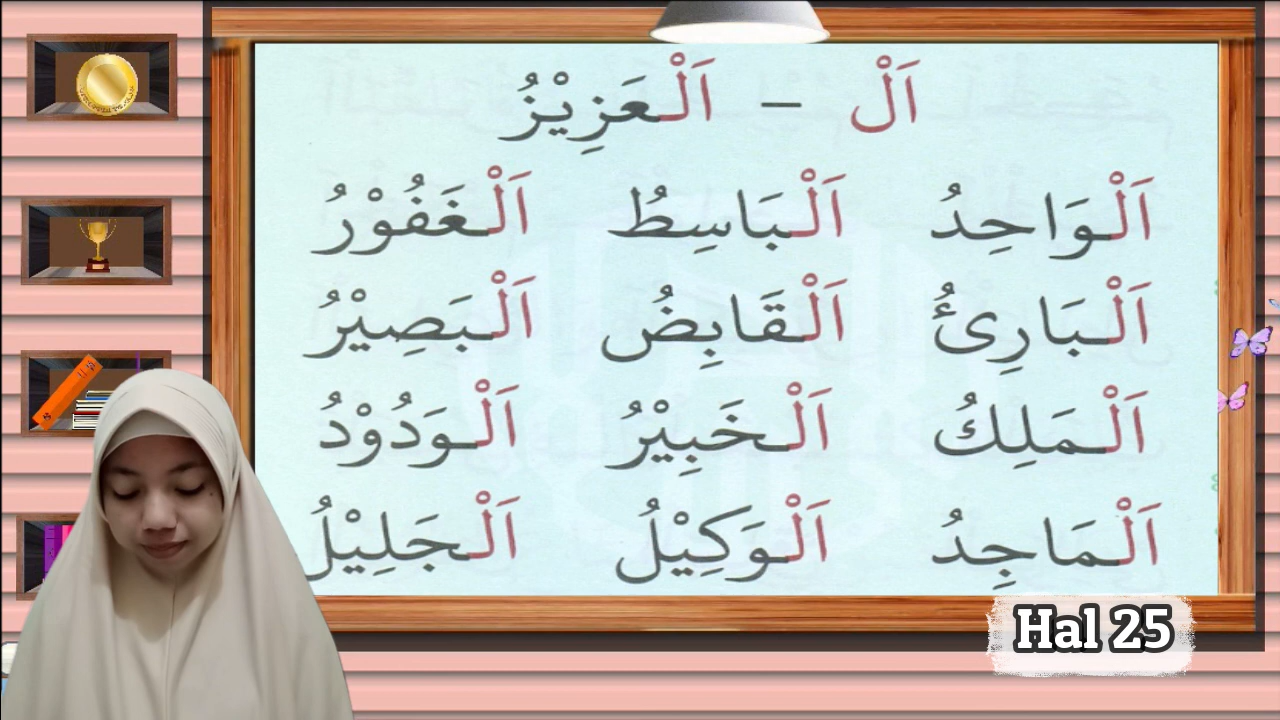 اَلْ – اَلْعَزِيْزُ
اَلْوَاحِدُ اَلْبَاسِطُ اَلْغَفُوْرُ
اَلْبَارِئُ اَلْقَابِضُ اَلْبَصِيْرُ
اَلْمَلِكُ اَلْخَبِيْرُ اَلْوَدُوْدُ
اَلْمَاجِدُ اَلْوَكِيْلُ اَلْجَلِيْلُ
Hal 25